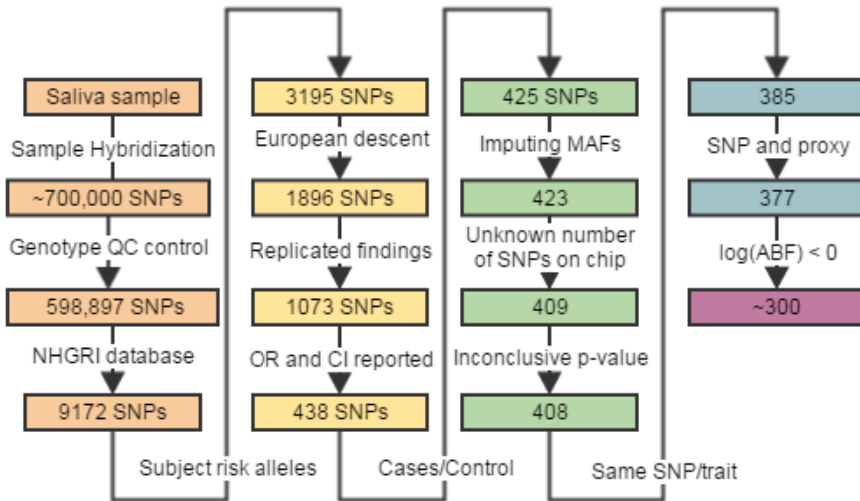 Saliva sample
Sample Hybridization
~700,000 SNPs
Genotype QC control
598,897 SNPs
NHGRI database
9172 SNPs
Subject risk alleles
3195 SNPs
European descent
1896 SNPs
Replicated findings
1073 SNPs
OR and CI reported
438 SNPs
Cases/Control
425 SNPs
Imputing MAFs
423
Unknown number
of SNPs on chip
409
Inconclusive p-value
408
Same SNP/trait
385
SNP and proxy
377
log(ABF) < 0
~300